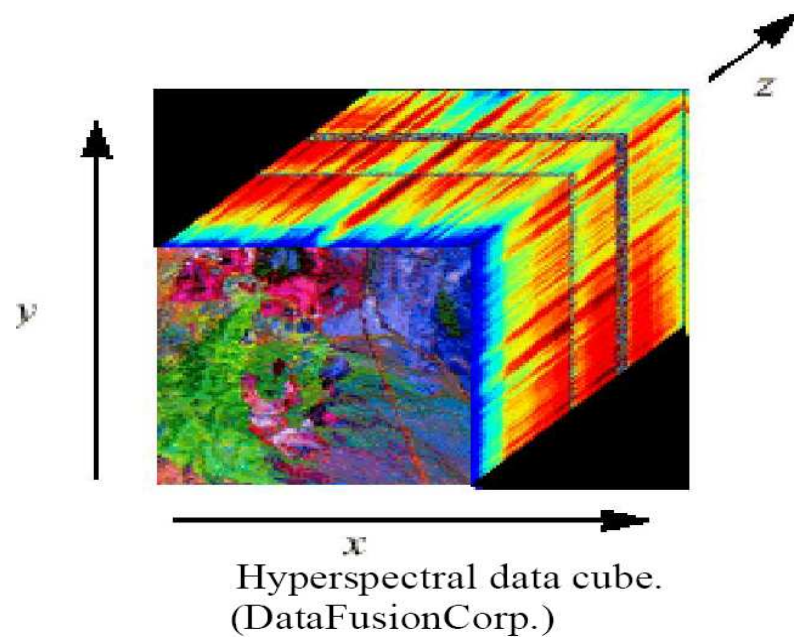 z
y
x
Hyperspectral data cube.
(DataFusionCorp.)